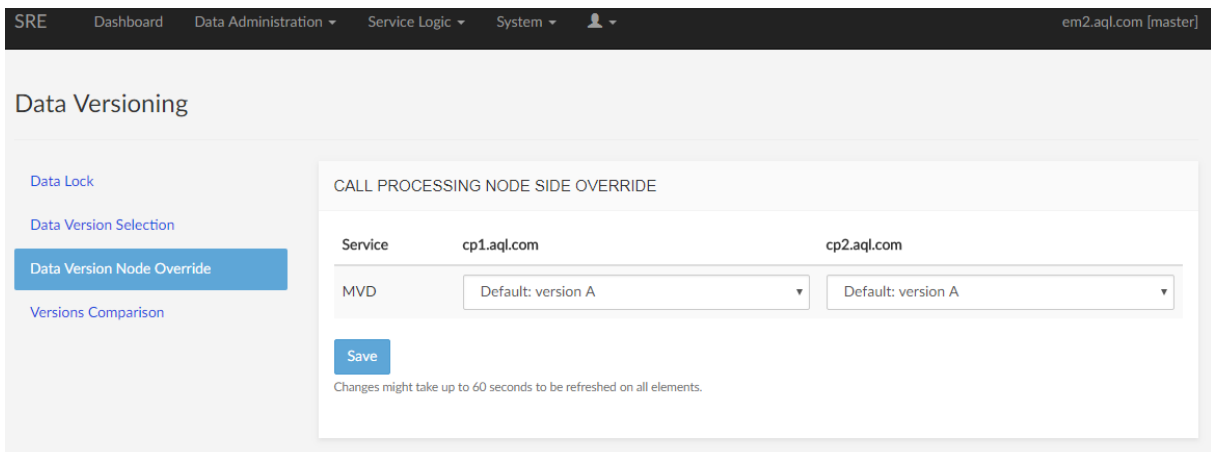 SRE Dashboard Data Administration Service Logic System em2.aql.com [master]
Data Versioning
Data Lock
Data Version Selection
Data Version Node Override
Versions Comparison
CALL PROCESSING NODE SIDE OVERRIDE
Service cp1.aql.com cp2.aql.com
MVD Default: version A Default: version A
Save
Changes might take up to 60 seconds to be refreshed on all elements.